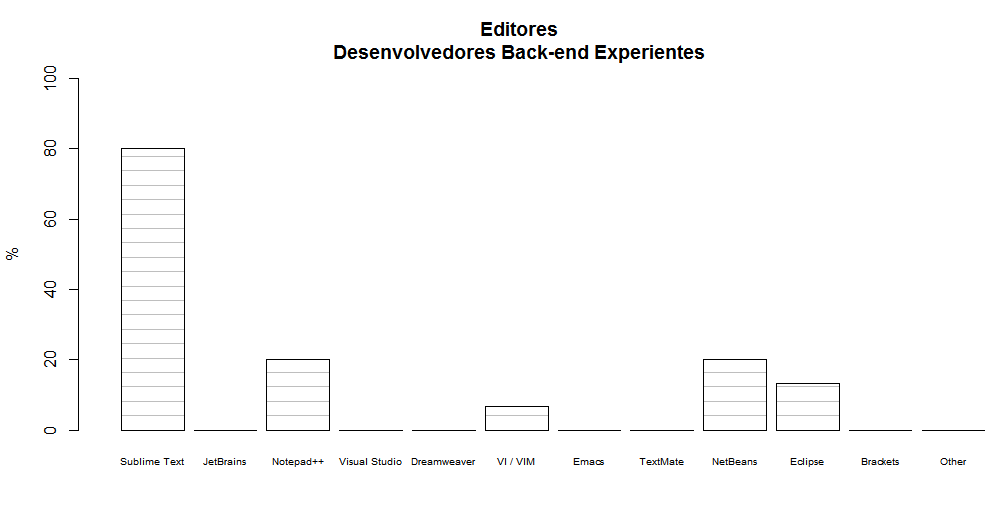 Editores
Desenvolvedores Back-end Experientes
%
100
80
60
40
20
0
Sublime Text JetBrains Notepad++ Visual Studio Dreamweaver VI / VIM Emacs TextMate NetBeans Eclipse Brackets Other